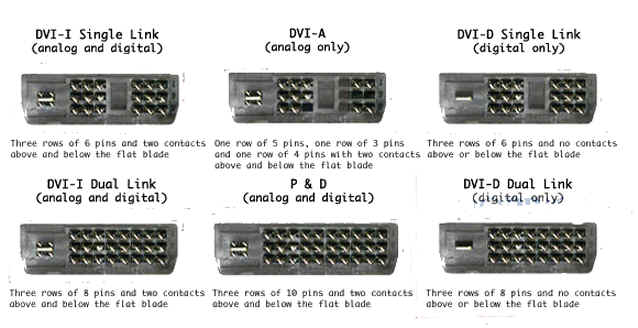 DVI-I Single Link
(analog and digital)
DVI-A
(analog only)
DVI-D Single Link
(digital only)
Three rows of 6 pins and two contacts
above and below the flat blade
One row of 5 pins, one row of 3 pins
and one row of 4 pins with two contacts
above and below the flat blade
Three rows of 6 pins and no contacts
above or below the flat blade
DVI-I Dual Link
(analog and digital)
P & D
(analog and digital)
DVI-D Dual Link
(digital only)
Three rows of 8 pins and two contacts
above and below the flat blade
Three rows of 10 pins and two contacts
above and below the flat blade
Three rows of 8 pins and no contacts
above or below the flat blade